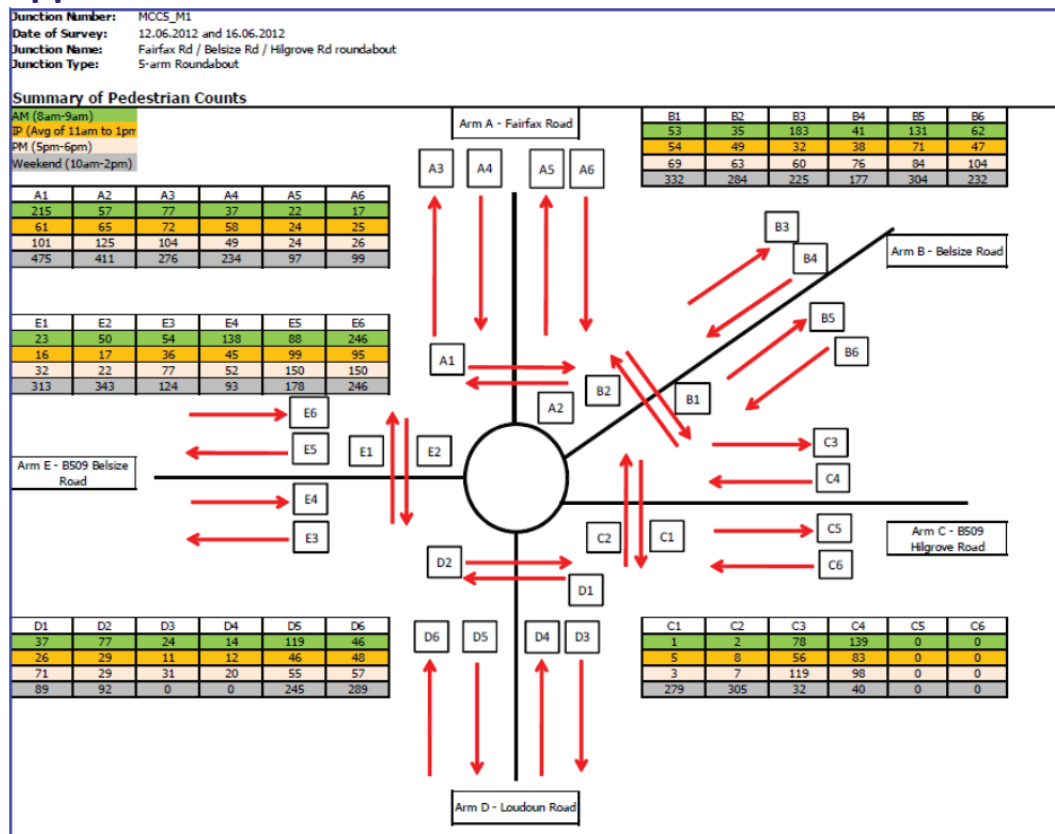 Junction Number: MCC5_M1
Date of Survey: 12.06.2012 and 16.06.2012
Junction Name: Fairfax Rd / Belsize Rd / Hilgrove Rd roundabout
Junction Type: 5-arm Roundabout
Summary of Pedestrian Counts
AM (8am-9am)
IP (Avg of 11am to 1pm
PM (5pm-6pm)
Weekend (10am-2pm)
Arm A - Fairfax Road
B1 B2 B3 B4 B5 B6
53 35 183 41 131 62
54 49 32 38 71 47
69 63 60 76 84 104
332 284 225 177 304 232
A3 A4 A5 A6
A1 A2 A3 A4 A5 A6
215 57 77 37 22 17
61 65 72 58 24 25
101 125 104 49 24 26
475 411 276 234 97 99
B3
B4
Arm B - Belsize Road
B5
B6
E1 E2 E3 E4 E5 E6
23 50 54 138 88 246
16 17 36 45 99 95
32 22 77 52 150 150
313 343 124 93 178 246
A1
A2
B2
B1
E6
E5
E1 E2
C3
C4
Arm E - B509 Belsize
Road
E4
E3
C2 C1
C5
C6
Arm C - B509
Hilgrove Road
D2
D1
D1 D2 D3 D4 D5 D6
37 77 24 14 119 46
26 29 11 12 46 48
71 29 31 20 55 57
89 92 0 0 245 289
D6 D5 D4 D3
C1 C2 C3 C4 C5 C6
1 2 78 139 0 0
5 8 56 83 0 0
3 7 119 98 0 0
279 305 32 40 0 0
Arm D - Loudoun Road